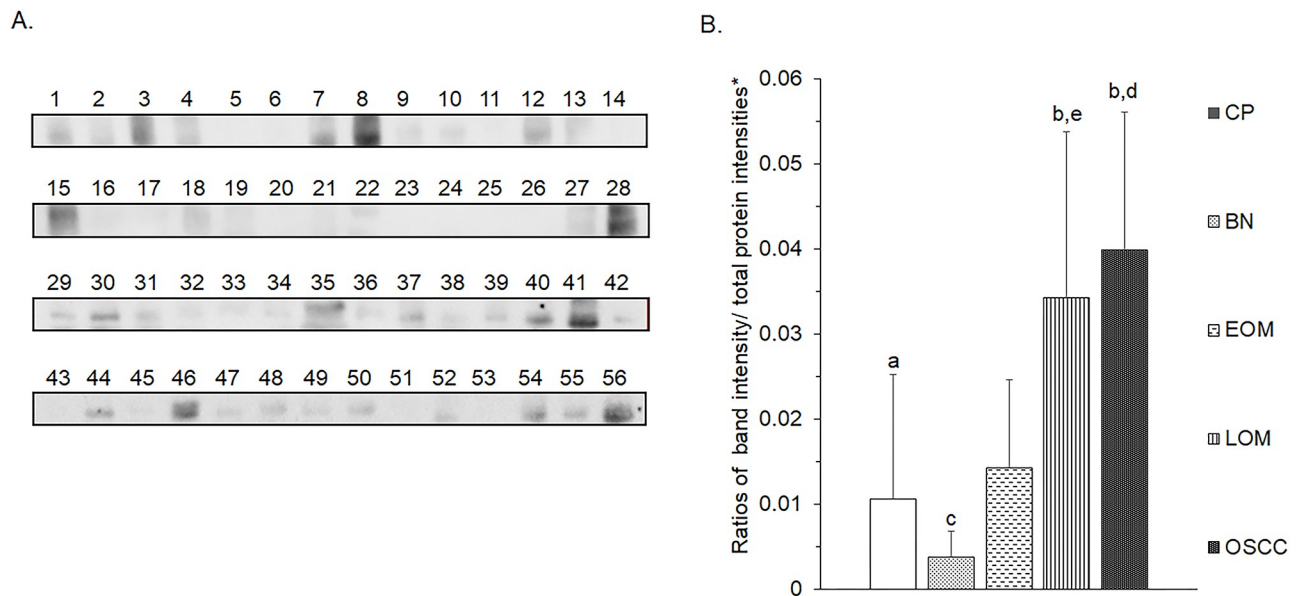 A.
1 2 3 4 5 6 7 8 9 10 11 12 13 14
15 16 17 18 19 20 21 22 23 24 25 26 27 28
29 30 31 32 33 34 35 36 37 38 39 40 41 42
43 44 45 46 47 48 49 50 51 52 53 54 55 56
B.
Ratios of band intensity/ total protein intensities*
0.06
0.05
0.04
0.03
0.02
0.01
0
a
c
b,e
b,d
CP
BN
EOM
LOM
OSCC